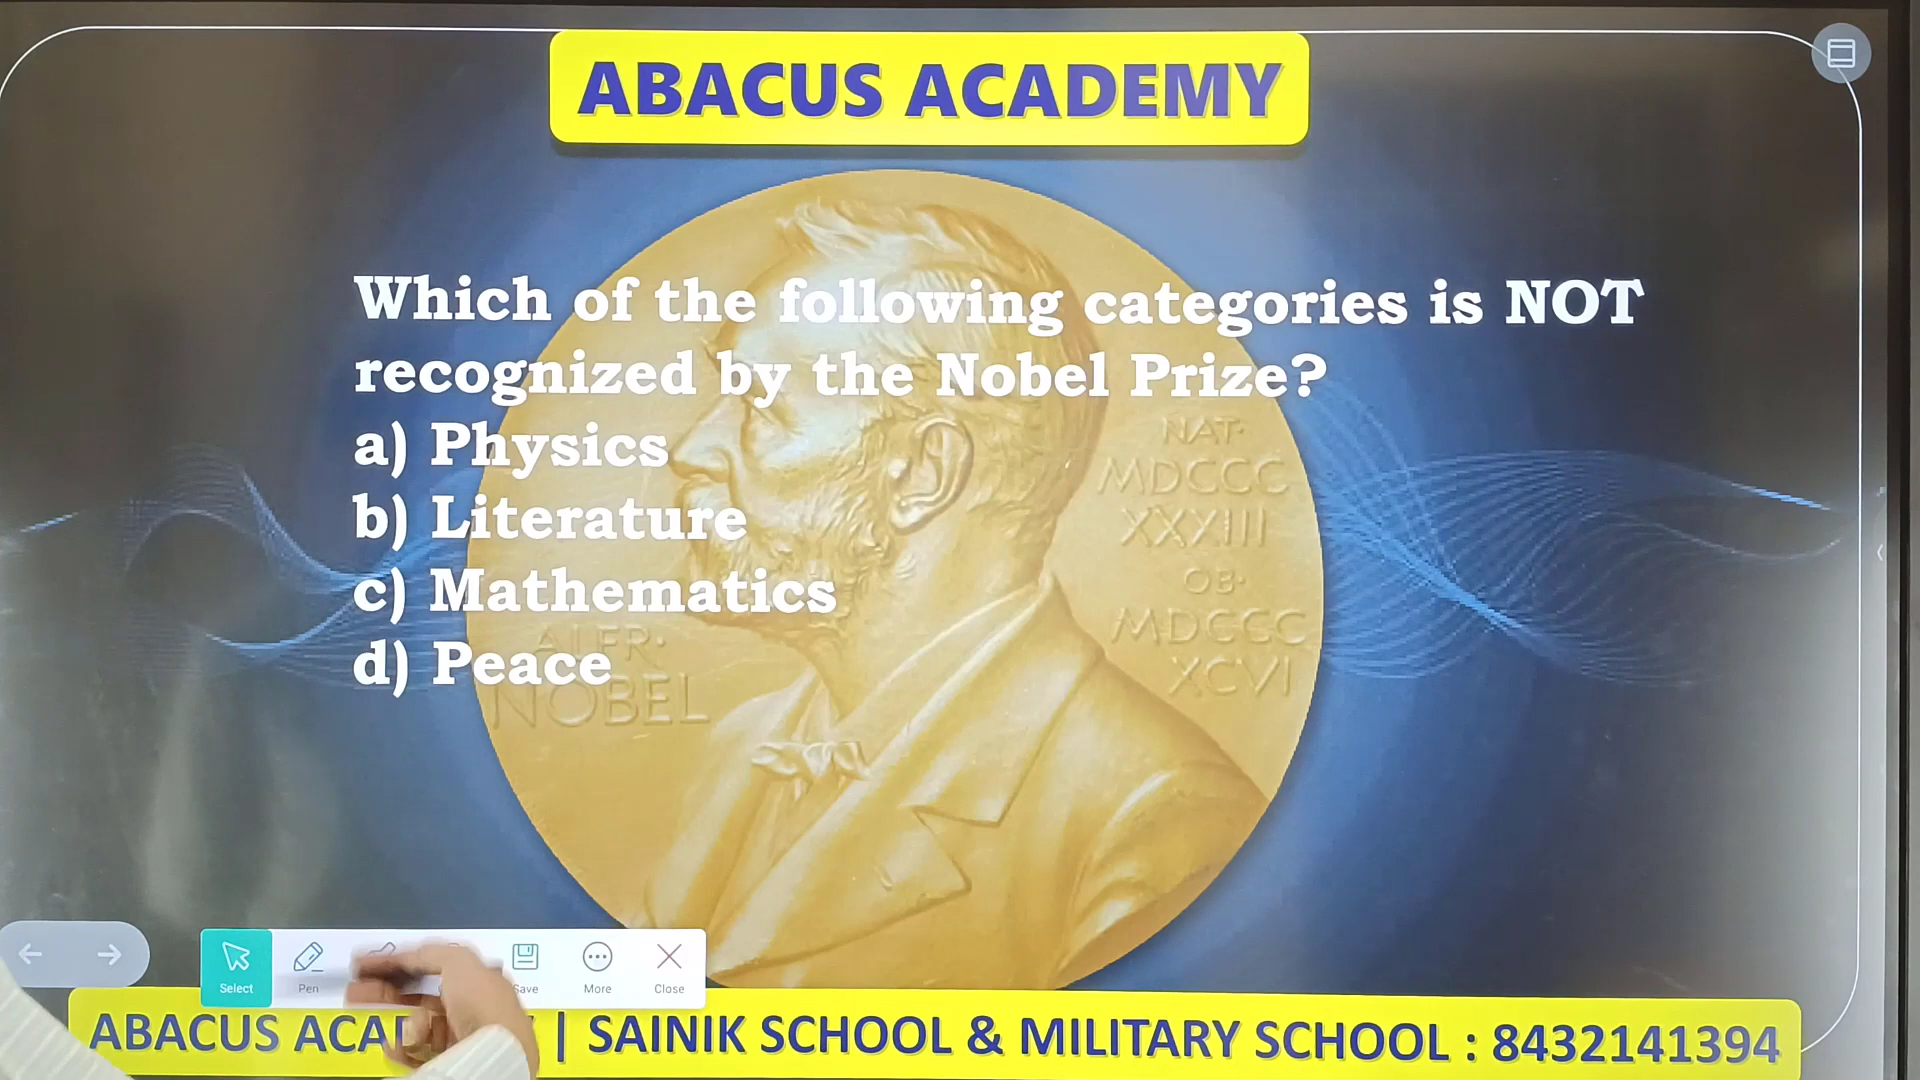 ABACUS ACADEMY
Which of the following categories is NOT
recognized by the Nobel Prize?
a) Physics
b) Literature
c) Mathematics
d) Peace
NAT·
MDCCC
XXXIII
OB·
MDCCC
XCVI
ALFR·
NOBEL
Select
Pen
Save
More
Close
ABACUS ACA | SAINIK SCHOOL & MILITARY SCHOOL : 8432141394